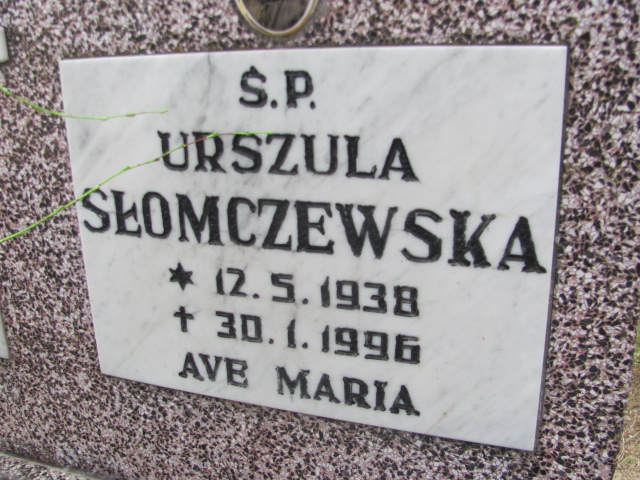 Ś.P.
URSZULA
SŁOMCZEWSKA
* 12.5.1938
† 30.1.1996
AVE MARIA